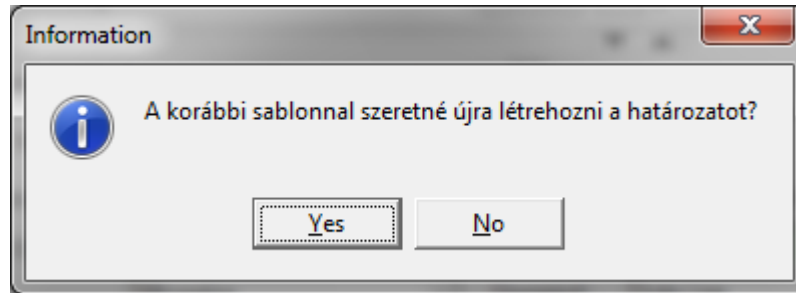 Information
A korábbi sablonnal szeretné újra létrehozni a határozatot?
Yes
No